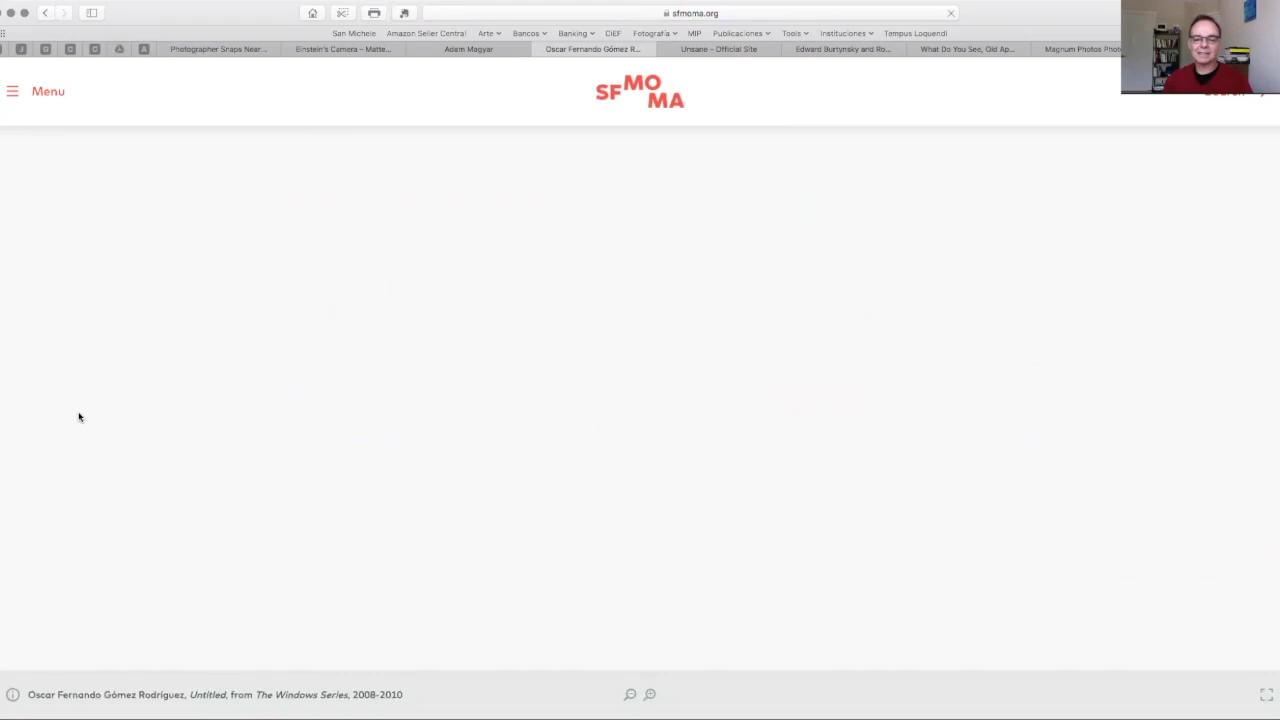 sfmoma.org
San Michele Amazon Seller Central Arte Bancos Banking CiEF Fotografía MIP Publicaciones Tools Instituciones Tempus Loquendi
J G C C A Photographer Snaps Near... Einstein's Camera – Matte... Adam Magyar Oscar Fernando Gómez R... Unsane – Official Site Edward Burtynsky and Ro... What Do You See, Old Ap... Magnum Photos Phot
Menu
SFMOMA
Oscar Fernando Gómez Rodríguez, Untitled, from The Windows Series, 2008-2010